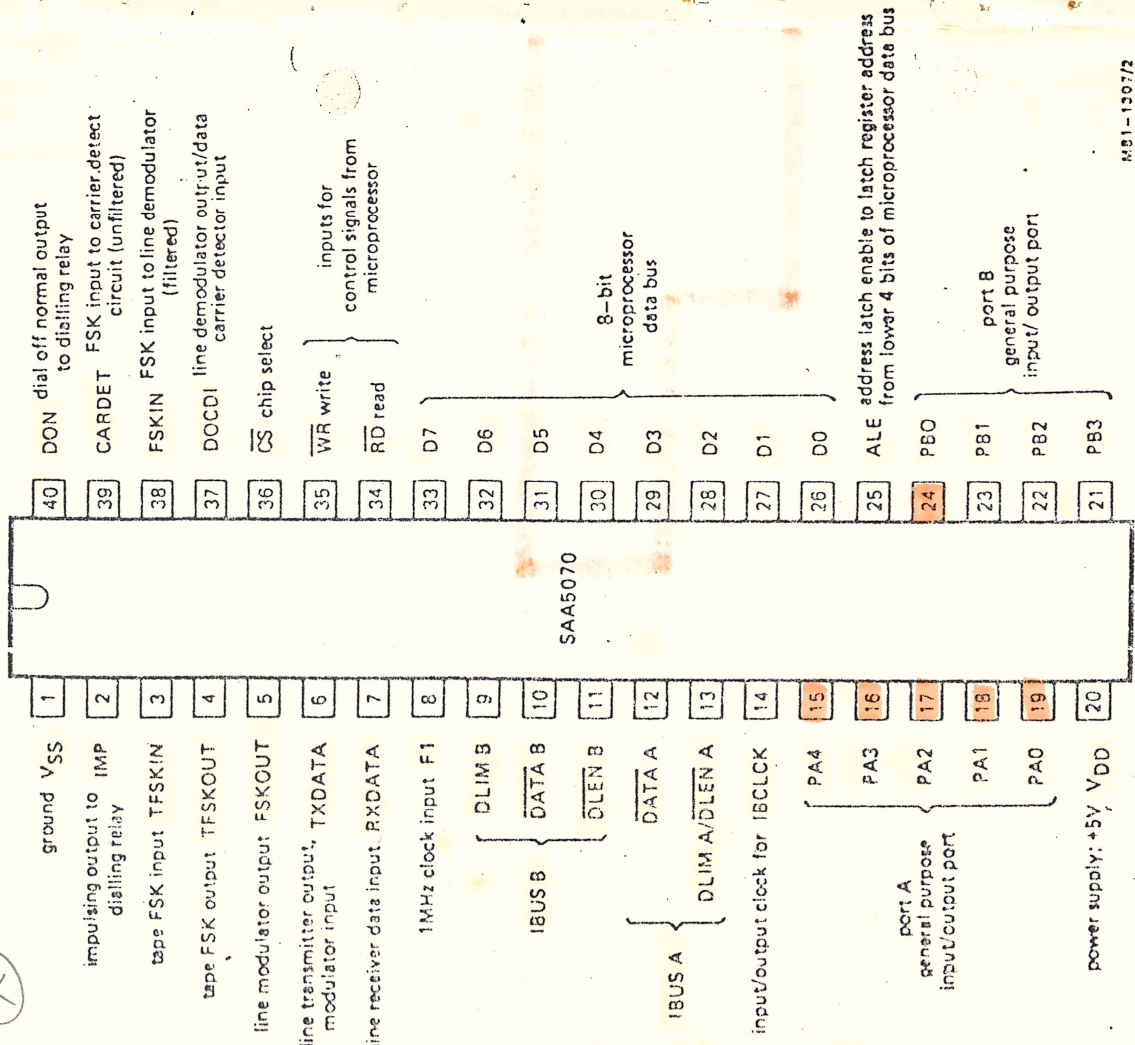 ground VSS 1
impulsing output to IMP 2
dialling relay
tape FSK input TFSKIN 3
tape FSK output TFSKOUT 4
line modulator output FSKOUT 5
line transmitter output, TXDATA 6
modulator input
ine receiver data input RXDATA 7
1MHz clock input F1 8
IBUS B
DLIM B 9
D̅A̅T̅A̅ B 10
D̅L̅E̅N̅ B 11
IBUS A
D̅A̅T̅A̅ A 12
DLIM A/D̅L̅E̅N̅ A 13
input/output clock for IBCLCK 14
port A
general purpose
input/output port
PA4 15
PA3 16
PA2 17
PA1 18
PA0 19
power supply; +5V, VDD 20
SAA5070
40 DON dial off normal output
to dialling relay
39 CARDET FSK input to carrier detect
circuit (unfiltered)
38 FSKIN FSK input to line demodulator
(filtered)
37 DOCDI line demodulator output/data
carrier detector input
36 C̅S̅ chip select
35 W̅R̅ write
34 R̅D̅ read
inputs for
control signals from
microprocessor
33 D7
32 D6
31 D5
30 D4
29 D3
28 D2
27 D1
26 D0
8-bit
microprocessor
data bus
25 ALE address latch enable to latch register address
from lower 4 bits of microprocessor data bus
24 PB0
23 PB1
22 PB2
21 PB3
port B
general purpose
input/output port
M81-1307/2